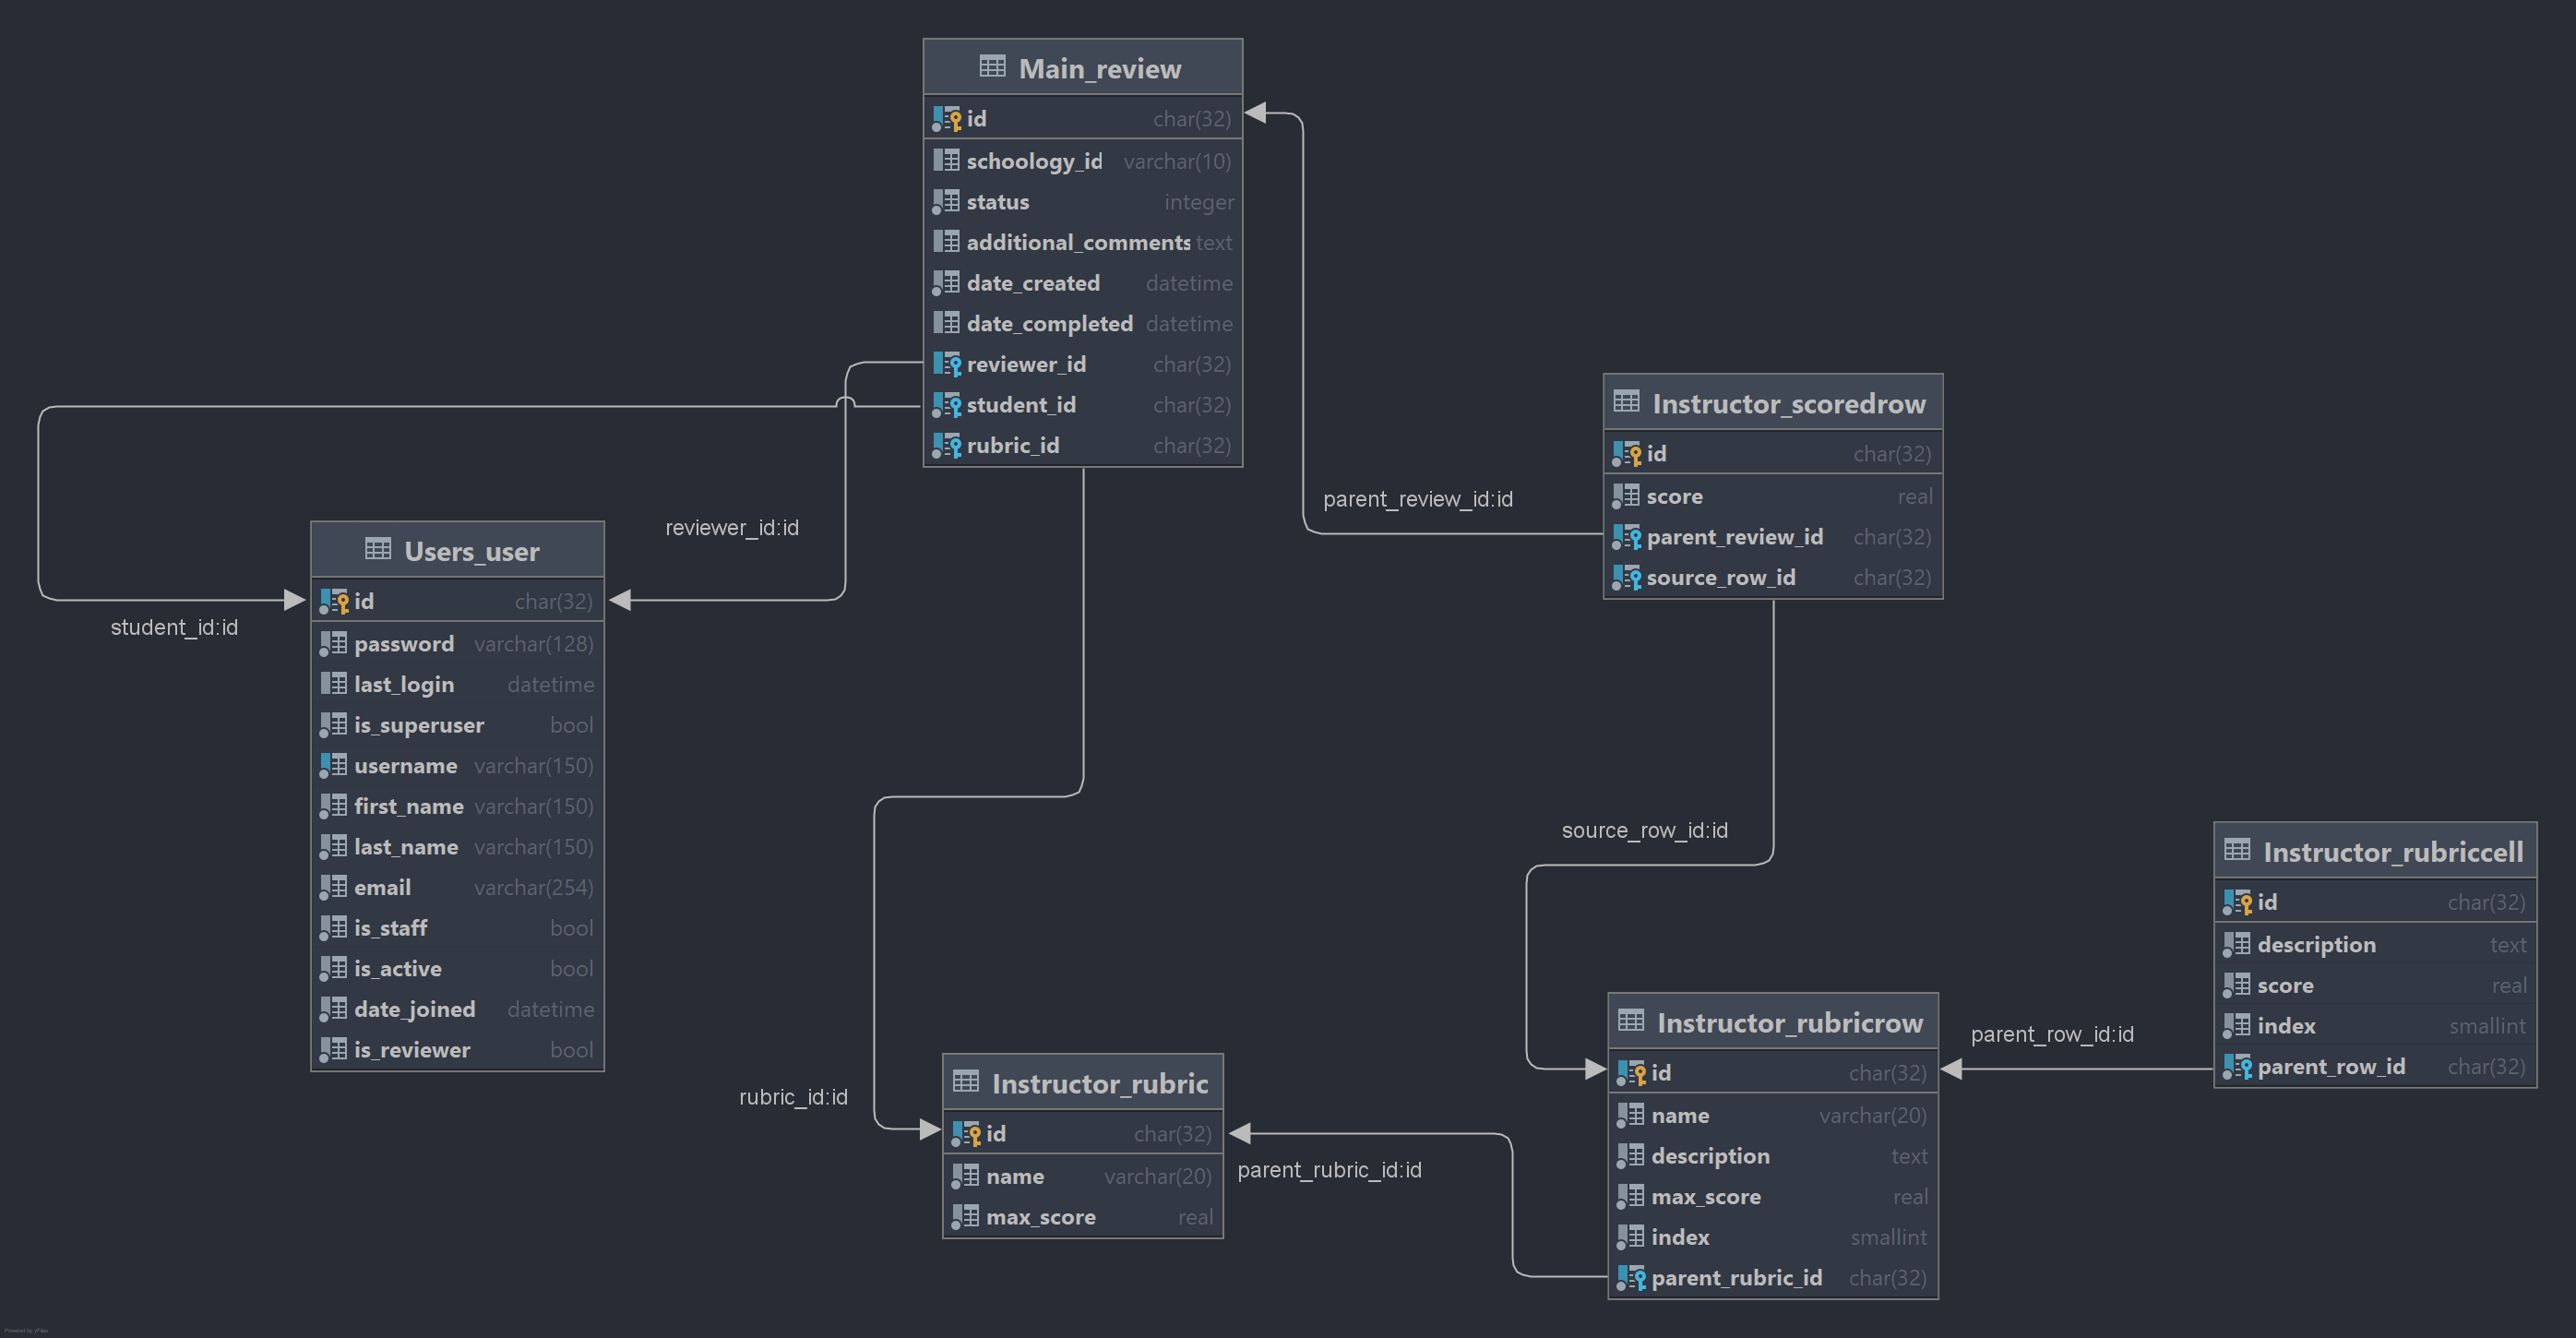 Main_review
id char(32)
schoology_id varchar(10)
status integer
additional_comments text
date_created datetime
date_completed datetime
reviewer_id char(32)
student_id char(32)
rubric_id char(32)
Instructor_scoredrow
id char(32)
score real
parent_review_id char(32)
source_row_id char(32)
parent_review_id:id
reviewer_id:id
student_id:id
Users_user
id char(32)
password varchar(128)
last_login datetime
is_superuser bool
username varchar(150)
first_name varchar(150)
last_name varchar(150)
email varchar(254)
is_staff bool
is_active bool
date_joined datetime
is_reviewer bool
source_row_id:id
Instructor_rubriccell
id char(32)
description text
score real
index smallint
parent_row_id char(32)
parent_row_id:id
rubric_id:id
Instructor_rubric
id char(32)
name varchar(20)
max_score real
parent_rubric_id:id
Instructor_rubricrow
id char(32)
name varchar(20)
description text
max_score real
index smallint
parent_rubric_id char(32)
Powered by yFiles